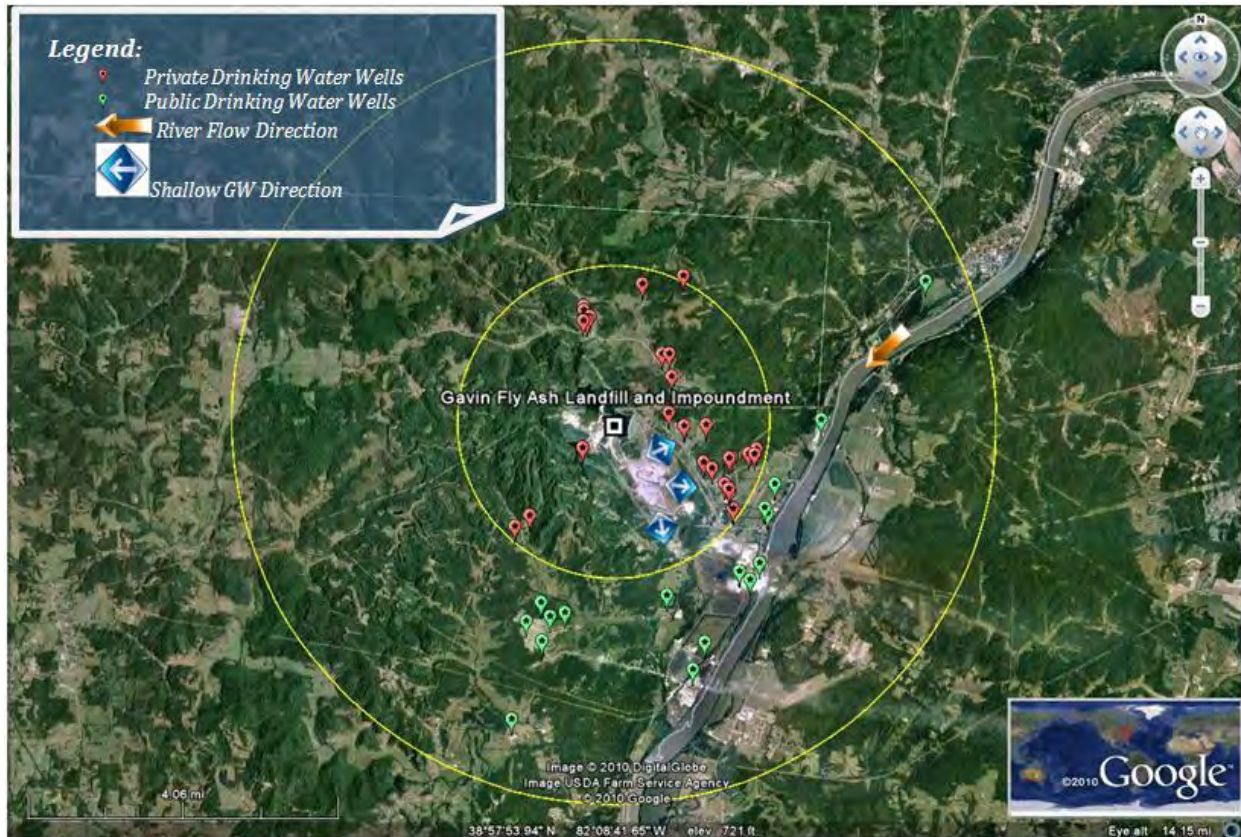 Legend:
Private Drinking Water Wells
Public Drinking Water Wells
River Flow Direction
Shallow GW Direction
N
Gavin Fly Ash Landfill and Impoundment
Image © 2010 DigitalGlobe
Image USDA Farm Service Agency
© 2010 Google
4.06 mi
©2010 Google™
38°57'53.94" N 82°08'41.65" W elev 721 ft
Eye alt 14.15 mi